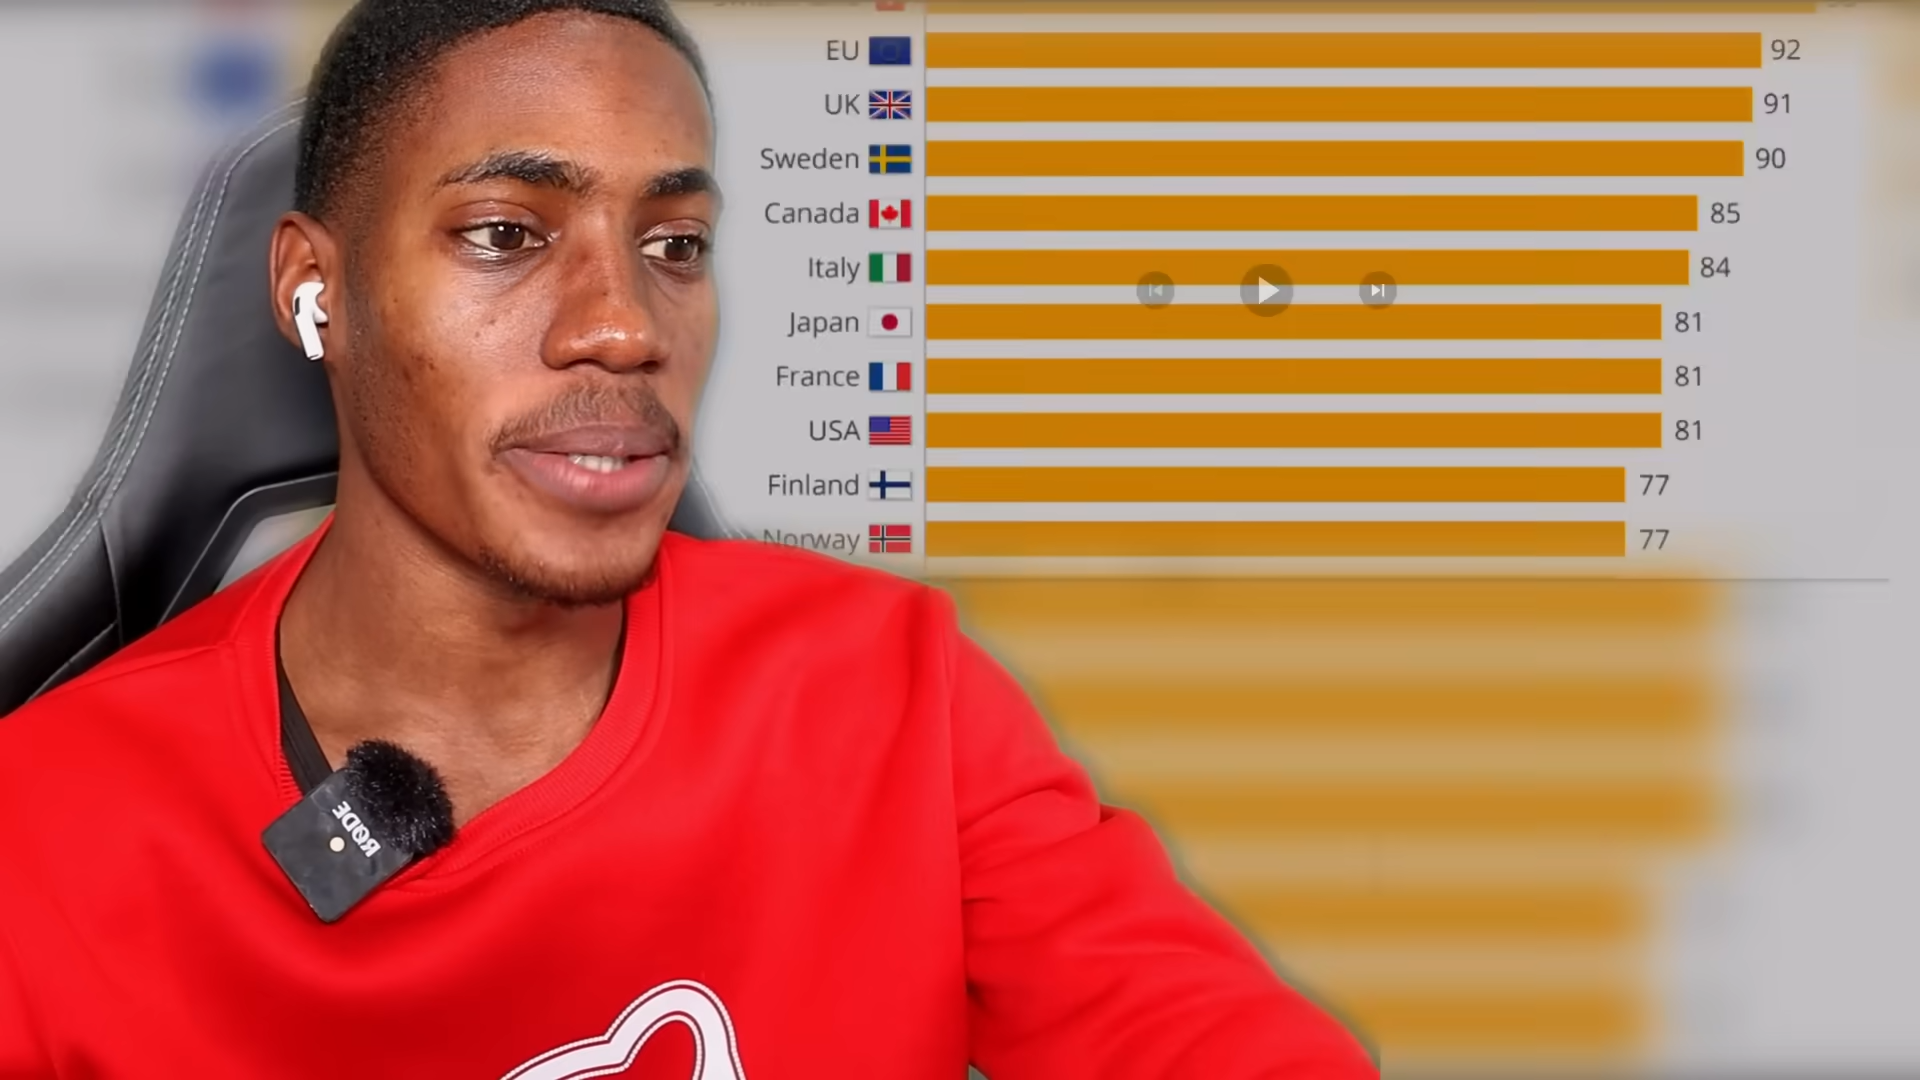 EU 92
UK 91
Sweden 90
Canada 85
Italy 84
Japan 81
France 81
USA 81
Finland 77
Norway 77
RØDE